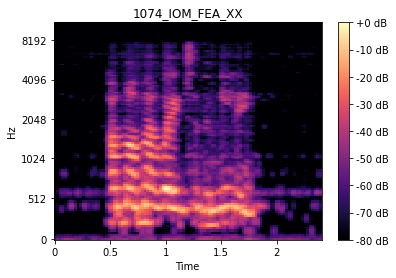 1074_IOM_FEA_XX
8192
4096
2048
1024
512
0
Hz
0
0.5
1
1.5
2
Time
+0 dB
-10 dB
-20 dB
-30 dB
-40 dB
-50 dB
-60 dB
-70 dB
-80 dB